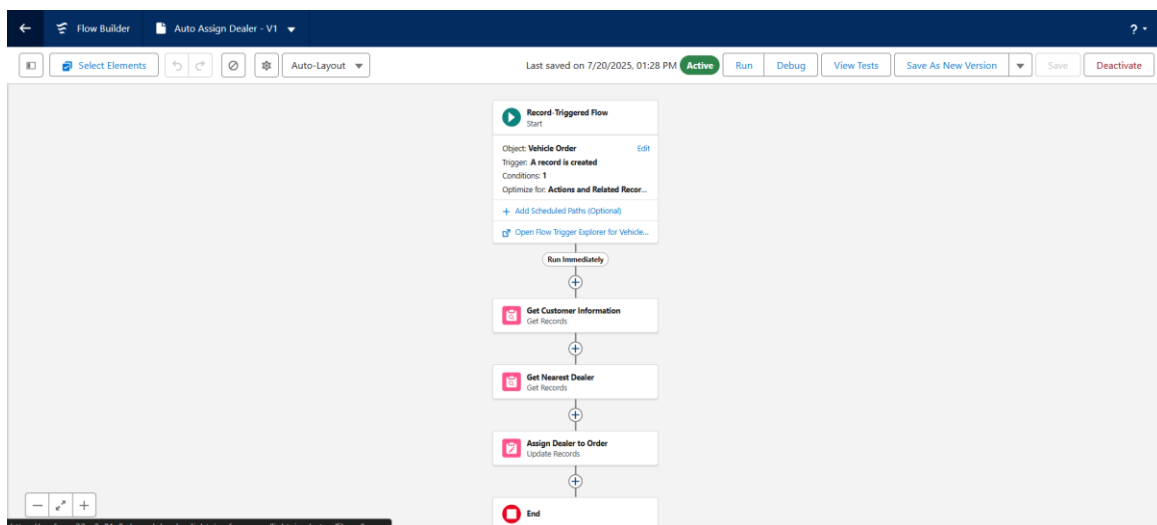 Flow Builder
Auto Assign Dealer - V1
?
Select Elements
Auto-Layout
Last saved on 7/20/2025, 01:28 PM
Active
Run
Debug
View Tests
Save As New Version
Save
Deactivate
Record-Triggered Flow
Start
Object: Vehicle Order
Edit
Trigger: A record is created
Conditions: 1
Optimize for: Actions and Related Recor...
+ Add Scheduled Paths (Optional)
Open Flow Trigger Explorer for Vehicle...
Run Immediately
Get Customer Information
Get Records
Get Nearest Dealer
Get Records
Assign Dealer to Order
Update Records
End